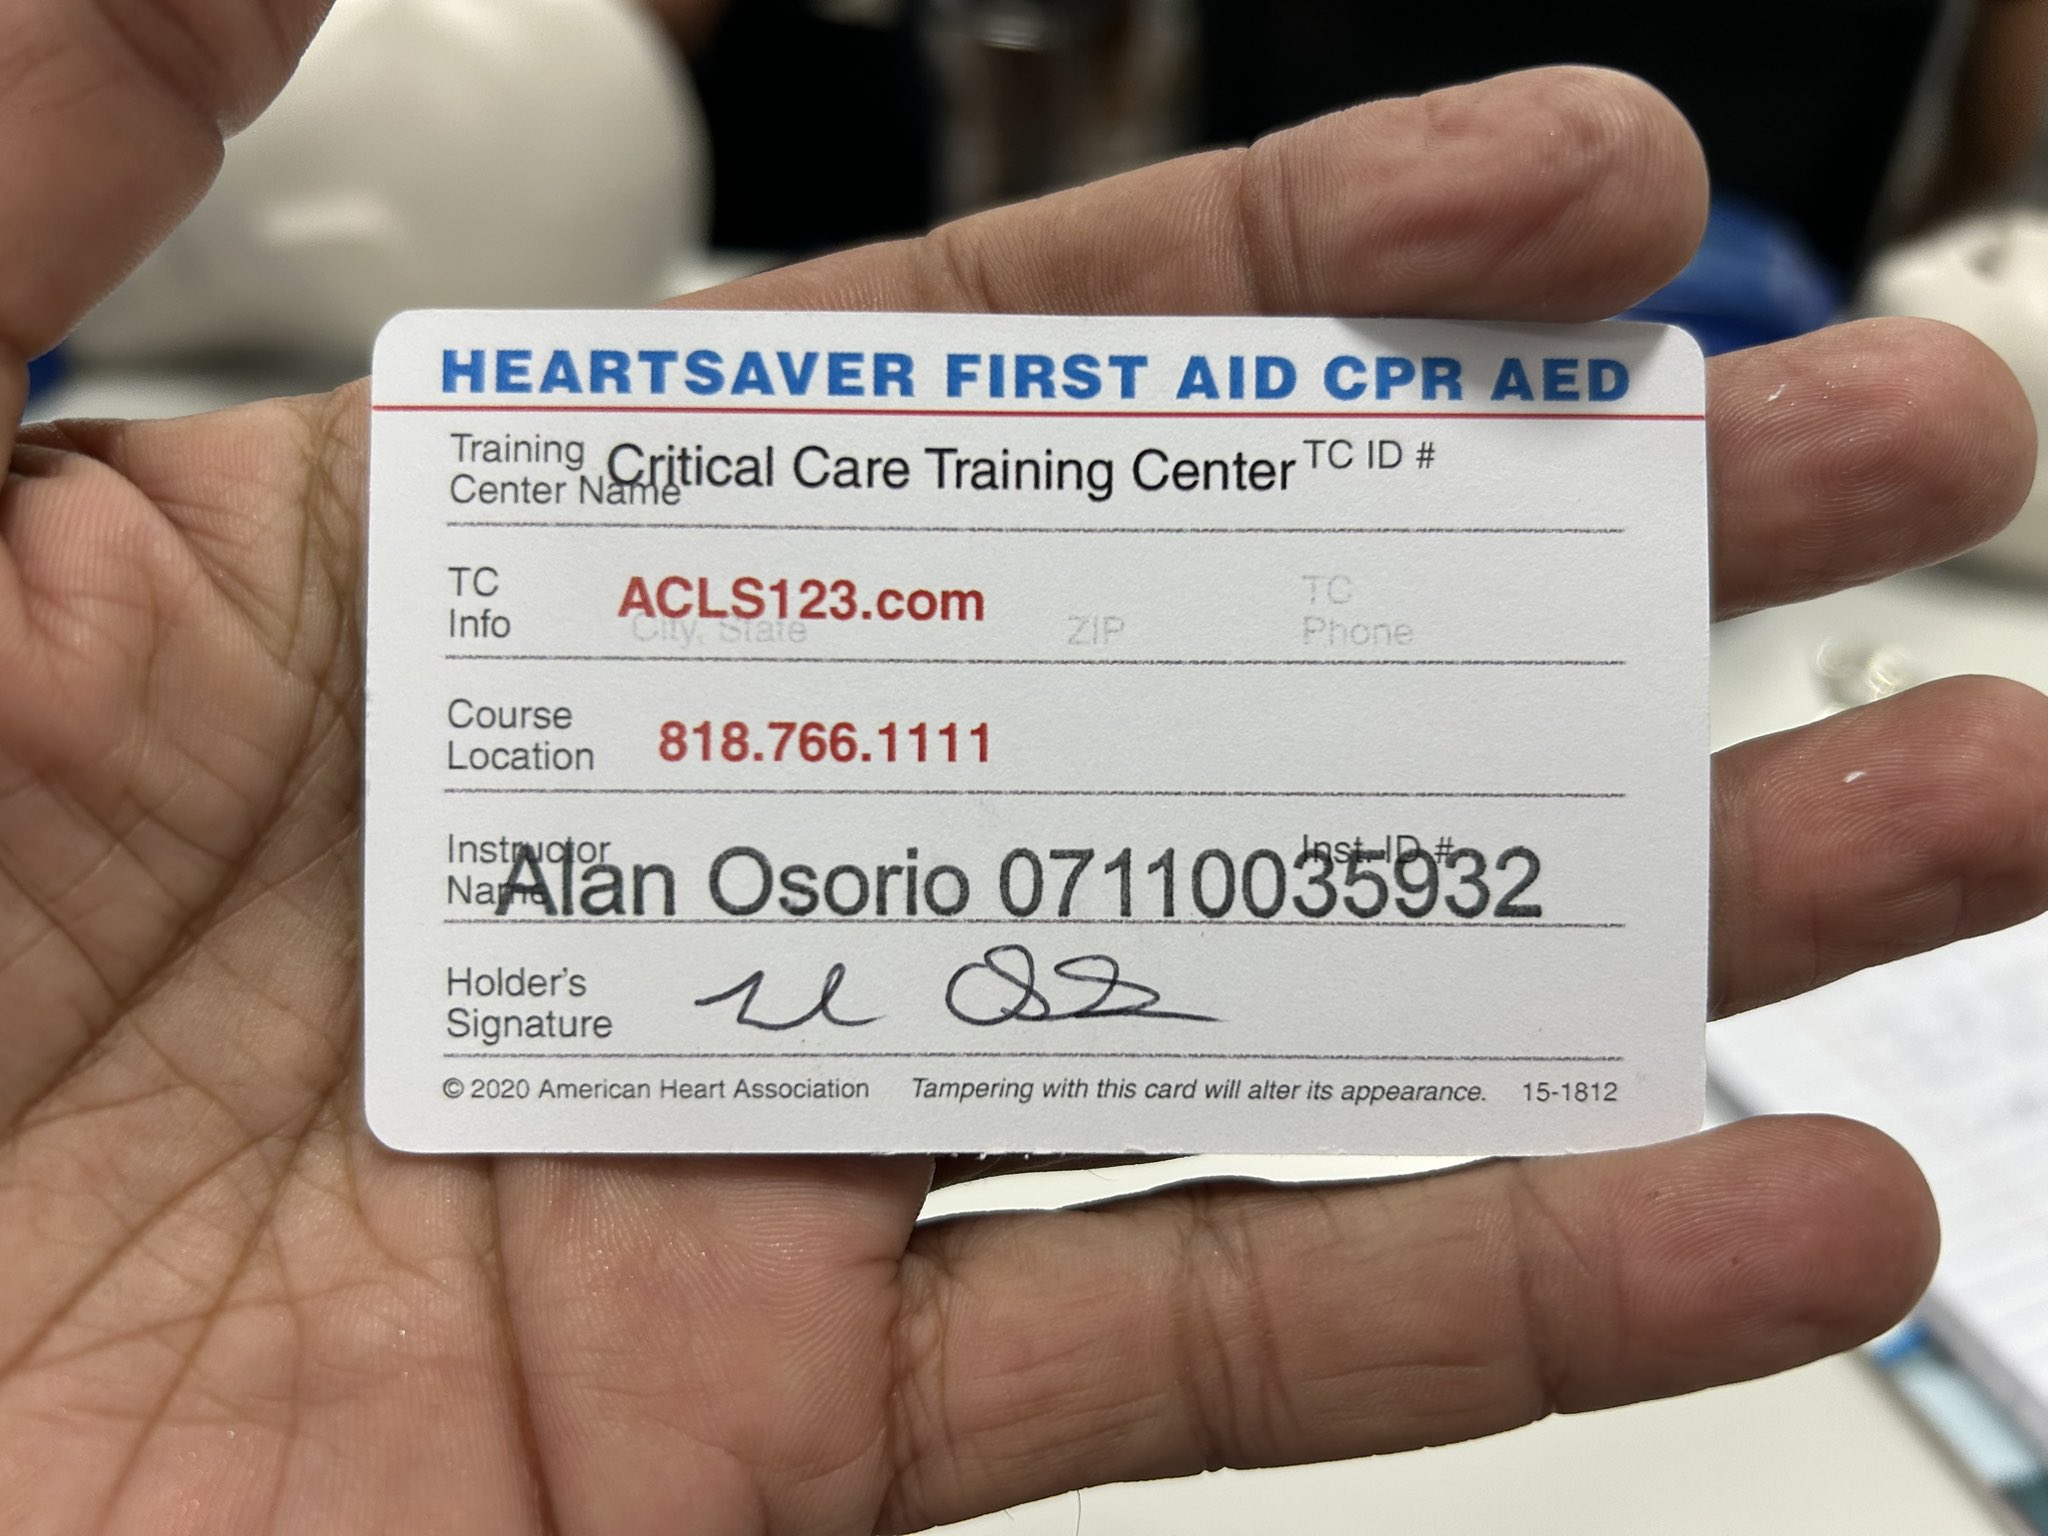 HEARTSAVER FIRST AID CPR AED
Training Center Name Critical Care Training Center TC ID #
TC Info ACLS123.com
City, State ZIP TC Phone
Course Location 818.766.1111
Instructor Name Alan Osorio 07110035932 Inst. ID #
Holder's Signature
© 2020 American Heart Association Tampering with this card will alter its appearance. 15-1812